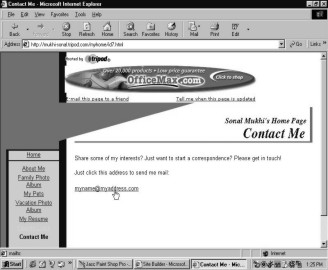 Contact Me - Microsoft Internet Explorer
File Edit View Favorites Tools Help
Back Forward Stop Refresh Home Search Favorites History Mail Print Edit
Address http://mukhisonal.tripod.com/myhome/id7.html Go Links
Hosted by tripod
Over 20,000 products • Low price guarantee
OfficeMax.com
Click to shop
E-mail this page to a friend Tell me when this page is updated
Sonal Mukhi's Home Page
Contact Me
Home
About Me
Family Photo
Album
My Pets
Vacation Photo
Album
My Resume
Contact Me
Share some of my interests? Just want to start a correspondence? Please get in touch!
Just click this address to send me mail:
myname@myaddress.com
mailto: Internet
Start Jasc Paint Shop Pro - Site Builder - Microsof... Contact Me - Mic... 1:25 PM